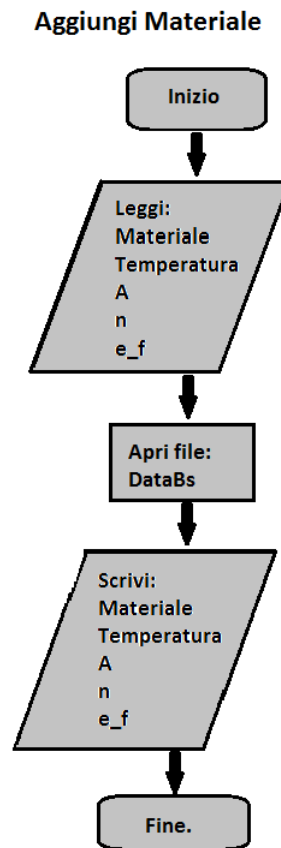 Aggiungi Materiale
Inizio
Leggi:
Materiale
Temperatura
A
n
e_f
Apri file:
DataBs
Scrivi:
Materiale
Temperatura
A
n
e_f
Fine.